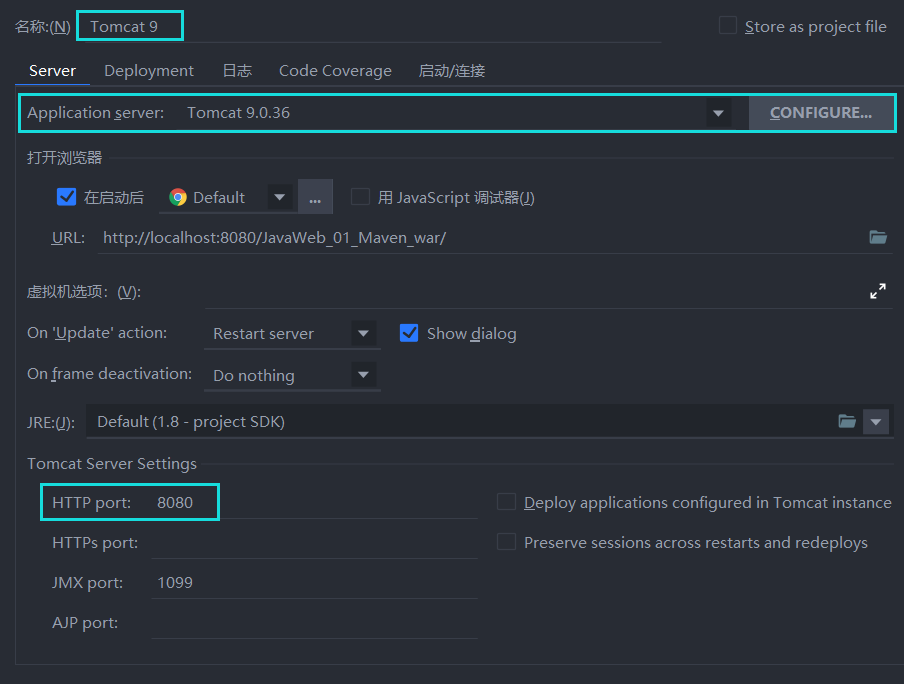 名称:(N) Tomcat 9 Store as project file
Server Deployment 日志 Code Coverage 启动/连接
Application server: Tomcat 9.0.36 CONFIGURE...
打开浏览器
在启动后 Default ... 用 JavaScript 调试器(J)
URL: http://localhost:8080/JavaWeb_01_Maven_war/
虚拟机选项: (V):
On 'Update' action: Restart server Show dialog
On frame deactivation: Do nothing
JRE:(J): Default (1.8 - project SDK)
Tomcat Server Settings
HTTP port: 8080 Deploy applications configured in Tomcat instance
HTTPs port: Preserve sessions across restarts and redeploys
JMX port: 1099
AJP port: